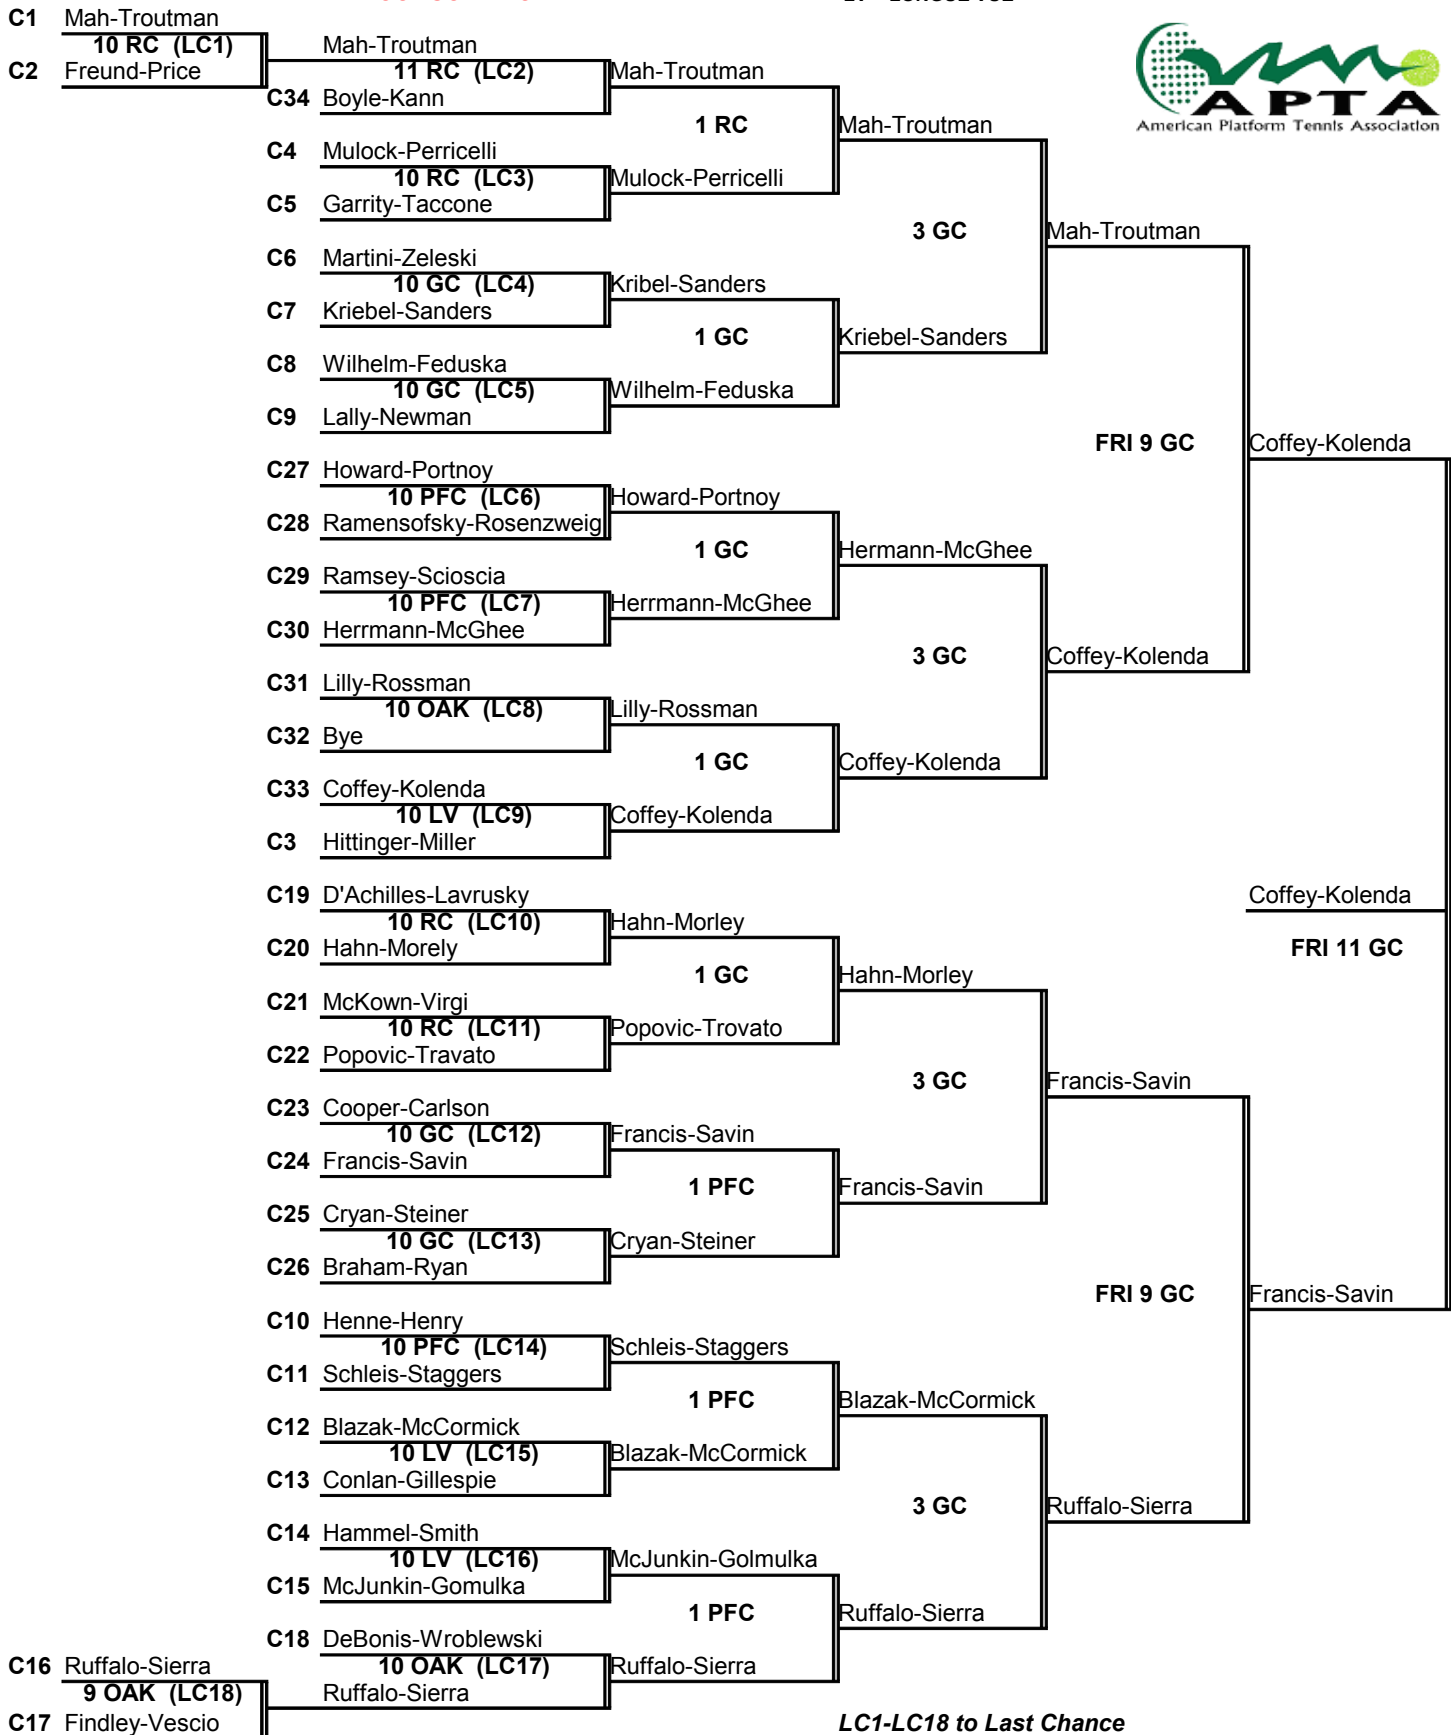 C1 Mah-Troutman
10 RC (LC1)
C2 Freund-Price
Mah-Troutman
11 RC (LC2)
C34 Boyle-Kann
Mah-Troutman
1 RC
Mah-Troutman
APTA
American Platform Tennis Association
C4 Mulock-Perricelli
10 RC (LC3)
C5 Garrity-Taccone
Mulock-Perricelli
3 GC
Mah-Troutman
C6 Martini-Zeleski
10 GC (LC4)
C7 Kriebel-Sanders
Kribel-Sanders
1 GC
Kriebel-Sanders
C8 Wilhelm-Feduska
10 GC (LC5)
C9 Lally-Newman
Wilhelm-Feduska
FRI 9 GC
Coffey-Kolenda
C27 Howard-Portnoy
10 PFC (LC6)
C28 Ramensofsky-Rosenzweig
Howard-Portnoy
1 GC
Hermann-McGhee
C29 Ramsey-Scioscia
10 PFC (LC7)
C30 Herrmann-McGhee
Herrmann-McGhee
3 GC
Coffey-Kolenda
C31 Lilly-Rossman
10 OAK (LC8)
C32 Bye
Lilly-Rossman
1 GC
Coffey-Kolenda
C33 Coffey-Kolenda
10 LV (LC9)
C3 Hittinger-Miller
Coffey-Kolenda
C19 D'Achilles-Lavrusky
10 RC (LC10)
C20 Hahn-Morely
Hahn-Morley
1 GC
Hahn-Morley
Coffey-Kolenda
FRI 11 GC
C21 McKown-Virgi
10 RC (LC11)
C22 Popovic-Travato
Popovic-Trovato
3 GC
Francis-Savin
C23 Cooper-Carlson
10 GC (LC12)
C24 Francis-Savin
Francis-Savin
1 PFC
Francis-Savin
C25 Cryan-Steiner
10 GC (LC13)
C26 Braham-Ryan
Cryan-Steiner
FRI 9 GC
Francis-Savin
C10 Henne-Henry
10 PFC (LC14)
C11 Schleis-Staggers
Schleis-Staggers
1 PFC
Blazak-McCormick
C12 Blazak-McCormick
10 LV (LC15)
C13 Conlan-Gillespie
Blazak-McCormick
3 GC
Ruffalo-Sierra
C14 Hammel-Smith
10 LV (LC16)
C15 McJunkin-Gomulka
McJunkin-Golmulka
1 PFC
Ruffalo-Sierra
C18 DeBonis-Wroblewski
10 OAK (LC17)
Ruffalo-Sierra
Ruffalo-Sierra
C16 Ruffalo-Sierra
9 OAK (LC18)
C17 Findley-Vescio
LC1-LC18 to Last Chance